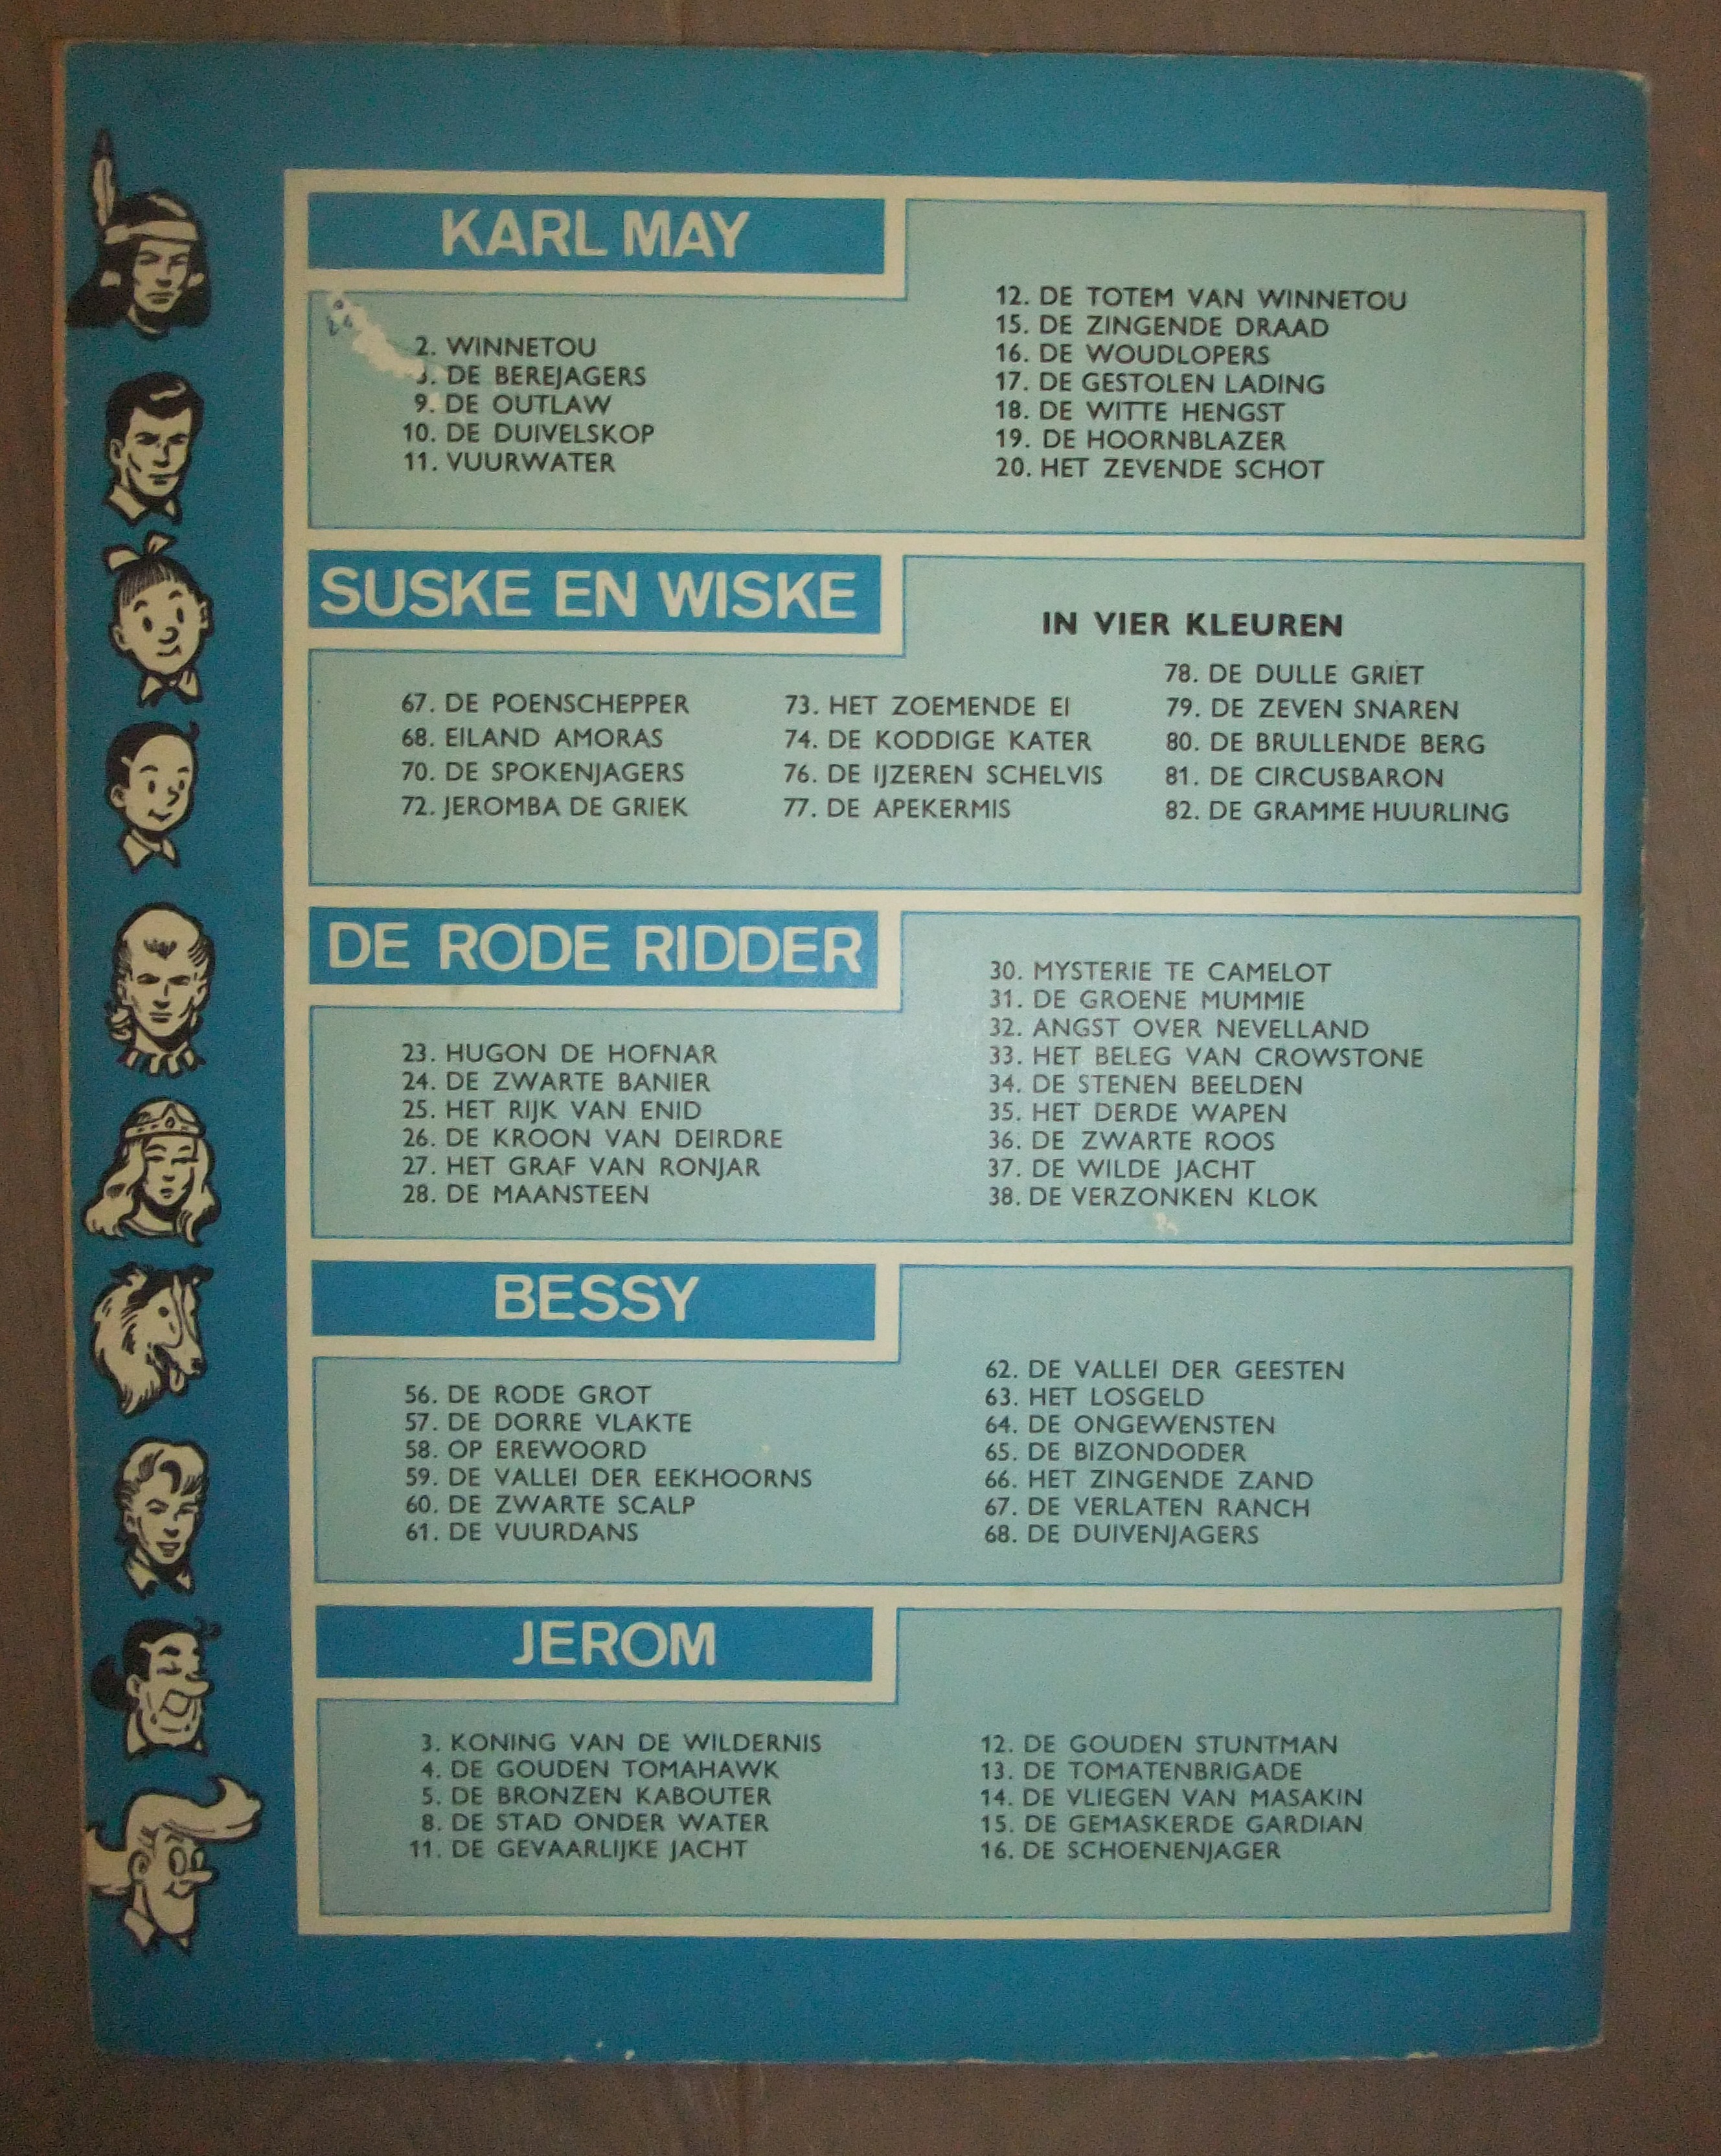 KARL MAY
2. WINNETOU
3. DE BEREJAGERS
9. DE OUTLAW
10. DE DUIVELSKOP
11. VUURWATER
12. DE TOTEM VAN WINNETOU
15. DE ZINGENDE DRAAD
16. DE WOUDLOPERS
17. DE GESTOLEN LADING
18. DE WITTE HENGST
19. DE HOORNBLAZER
20. HET ZEVENDE SCHOT
SUSKE EN WISKE
IN VIER KLEUREN
67. DE POENSCHEPPER
68. EILAND AMORAS
70. DE SPOKENJAGERS
72. JEROMBA DE GRIEK
73. HET ZOEMENDE EI
74. DE KODDIGE KATER
76. DE IJZEREN SCHELVIS
77. DE APEKERMIS
78. DE DULLE GRIET
79. DE ZEVEN SNAREN
80. DE BRULLENDE BERG
81. DE CIRCUSBARON
82. DE GRAMME HUURLING
DE RODE RIDDER
23. HUGON DE HOFNAR
24. DE ZWARTE BANIER
25. HET RIJK VAN ENID
26. DE KROON VAN DEIRDRE
27. HET GRAF VAN RONJAR
28. DE MAANSTEEN
30. MYSTERIE TE CAMELOT
31. DE GROENE MUMMIE
32. ANGST OVER NEVELLAND
33. HET BELEG VAN CROWSTONE
34. DE STENEN BEELDEN
35. HET DERDE WAPEN
36. DE ZWARTE ROOS
37. DE WILDE JACHT
38. DE VERZONKEN KLOK
BESSY
56. DE RODE GROT
57. DE DORRE VLAKTE
58. OP EREWOORD
59. DE VALLEI DER EEKHOORNS
60. DE ZWARTE SCALP
61. DE VUURDANS
62. DE VALLEI DER GEESTEN
63. HET LOSGELD
64. DE ONGEWENSTEN
65. DE BIZONDODER
66. HET ZINGENDE ZAND
67. DE VERLATEN RANCH
68. DE DUIVENJAGERS
JEROM
3. KONING VAN DE WILDERNIS
4. DE GOUDEN TOMAHAWK
5. DE BRONZEN KABOUTER
8. DE STAD ONDER WATER
11. DE GEVAARLIJKE JACHT
12. DE GOUDEN STUNTMAN
13. DE TOMATENBRIGADE
14. DE VLIEGEN VAN MASAKIN
15. DE GEMASKERDE GARDIAN
16. DE SCHOENENJAGER